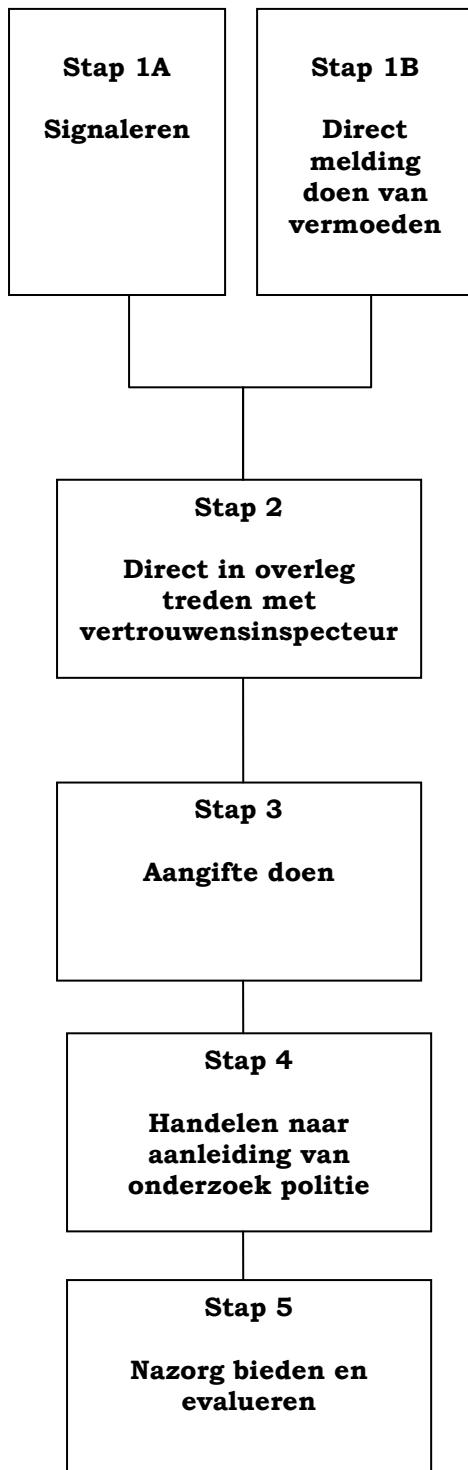 Stap 1A
Signaleren
Stap 1B
Direct
melding
doen van
vermoeden
Stap 2
Direct in overleg
treden met
vertrouwensinspecteur
Stap 3
Aangifte doen
Stap 4
Handelen naar
aanleiding van
onderzoek politie
Stap 5
Nazorg bieden en
evalueren